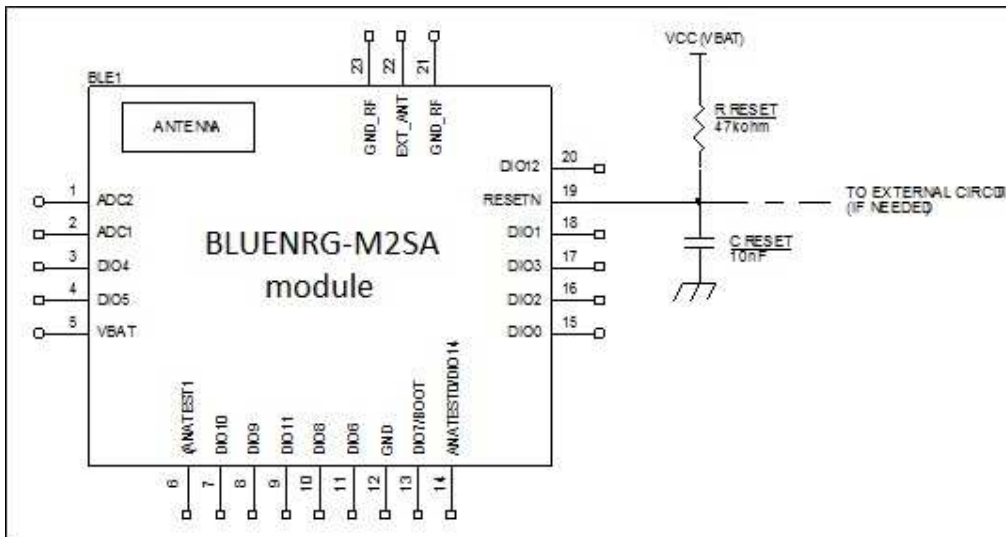 VCC (VBAT)
BLE1
23
22
21
GND_RF
EXT_ANT
GND_RF
ANTENNA
R RESET
47kohm
DIO12
20
1
ADC2
RESETN
19
TO EXTERNAL CIRCUI
(IF NEEDED)
2
ADC1
DIO1
18
BLUENRG-M2SA
module
C RESET
10nF
3
DIO4
DIO3
17
4
DIO5
DIO2
16
5
VBAT
DIO0
15
(ANATEST1
DIO10
DIO9
DIO11
DIO8
DIO6
GND
DIO7/BOOT
ANATEST0/DIO14
6
7
8
9
10
11
12
13
14